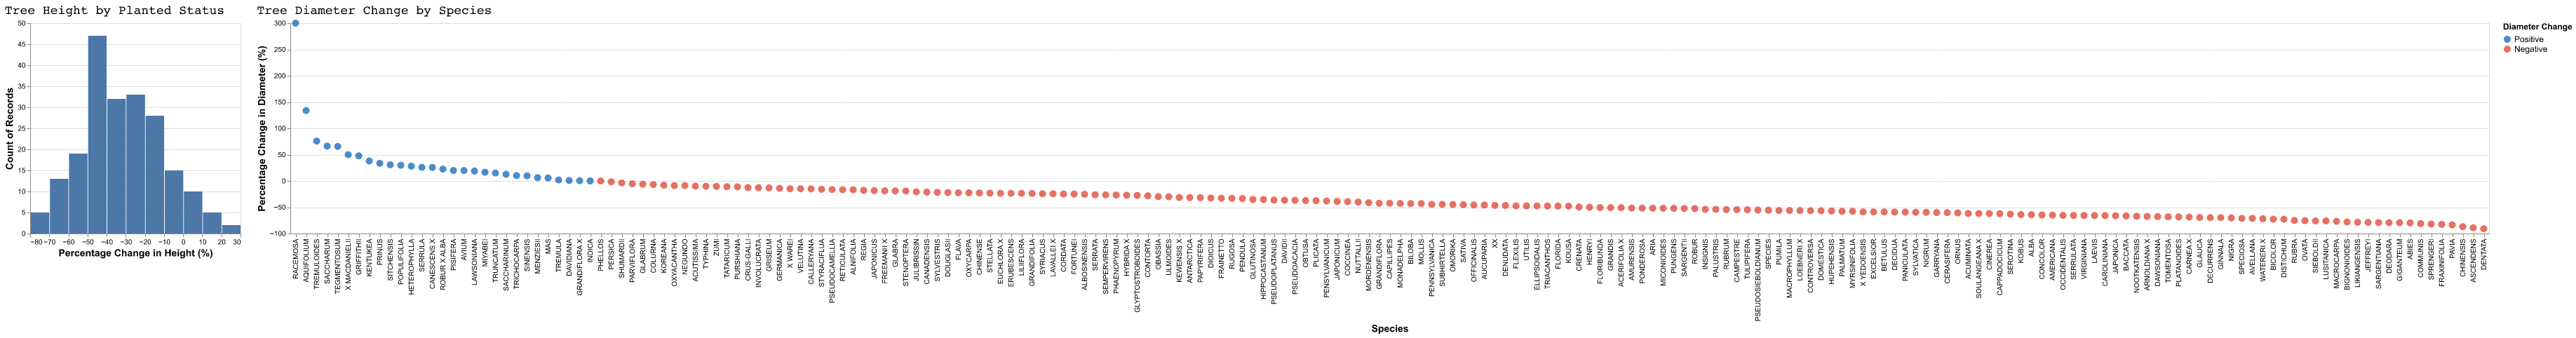 Tree Height by Planted Status
50
45
40
35
30
25
20
15
10
5
0
Count of Records
−80 −70 −60 −50 −40 −30 −20 −10 0 10 20 30
Percentage Change in Height (%)
Tree Diameter Change by Species
300
250
200
150
100
50
0
−50
−100
Percentage Change in Diameter (%)
RACEMOSA
AQUIFOLIUM
TREMULOIDES
SACCHARUM
TEGMENTOSUM
X MACDANIELII
GRIFFITHII
KENTUKEA
PRINUS
SITCHENSIS
POPULIFOLIA
HETEROPHYLLA
SERRULA
CANESCENS X
ROBUR X ALBA
PISIFERA
AVIUM
LAWSONIANA
MIYABEI
TRUNCATUM
SACCHARNUM
TRICHOCARPA
SINENSIS
MENZESII
MAS
TREMULA
DAVIDIANA
GRANDIFLORA X
INDICA
PHELLOS
PERSICA
SHUMARDII
PARVIFLORA
GLABRUM
COLURNA
KOREANA
OXYACANTHA
NEGUNDO
ACUTISSIMA
TYPHINA
ZUMI
TATARICUM
PURSHIANA
CRUS-GALLI
INVOLUCRATA
GRISEUM
GERMANICA
X WAREI
VELUTINA
CALLERYANA
STYRACIFLUA
PSEUDOCAMELLIA
RETICULATA
ALNIFOLIA
REGIA
JAPONICUS
FREEMANII X
GLABRA
STENOPTERA
JULIBRISSIN
CANADENSIS
SYLVESTRIS
DOUGLASII
FLAVA
OXYCARPA
CHINENSE
STELLATA
EUCHLORA X
ERUBESCENS
LILIIFLORA
GRANDIFOLIA
SYRIACUS
LAVALLEI X
CORDATA
FORTUNEI
ALBOSINENSIS
SERRATA
SEMPERVIRENS
PHAENOPYRUM
HYBRIDA X
GLYPTOSTROBOIDES
CONTORTA
OBASSIA
ULMOIDES
KEWENSIS X
ANTARCTICA
PAPYRIFERA
DIOICUS
FRAINETTO
RUGOSA
PENDULA
GLUTINOSA
HIPPOCASTANUM
PSEUDOPLATANUS
DAVIDII
PSEUDOACACIA
OBTUSA
PLICATA
PENSYLVANICUM
JAPONICUM
COCCINEA
NUTTALLII
MORDENENSIS
GRANDIFLORA
CAPILLIPES
MONADELPHA
BILOBA
MOLLIS
PENNSYLVANICA
SUBHIRTELLA
OMORIKA
SATIVA
OFFICINALIS
AUCUPARIA
XX
DENUDATA
FLEXILIS
UTILIS
ELLIPSOIDALIS
TRIACANTHOS
FLORIDA
KOUSA
CRENATA
HENRYI
FLORIBUNDA
GRANDIS
ACERIFOLIA X
AMURENSIS
PONDEROSA
ARIA
MICONIOIDES
PUNGENS
SARGENTII
ROBUR
INSIGNIS
PALUSTRIS
RUBRUM
CAMPESTRE
TULIPIFERA
PSEUDOSIEBOLDIANUM
SPECIES
PUMILA
MACROPHYLLUM
LOEBNERI X
CONTROVERSA
DOMESTICA
HUPEHENSIS
PALMATUM
MYRSINIFOLIA
X YEDOENSIS
EXCELSIOR
BETULUS
DECIDUA
PANICULATA
SYLVATICA
NIGRUM
GARRYANA
CERASIFERA
ORNUS
ACUMINATA
SOULANGEANA X
CINEREA
CAPPADOCICUM
SEROTINA
KOBUS
ALBA
CONCOLOR
AMERICANA
OCCIDENTALIS
SERRULATA
VIRGINIANA
LAEVIS
CAROLINIANA
JAPONICA
BACCATA
NOOTKATENSIS
ARNOLDIANA X
DAWSONIANA
TOMENTOSA
PLATANOIDES
CARNEA X
GLAUCA
DECURRENS
GINNALA
NIGRA
SPECIOSA
AVELLANA
WATERERI X
BICOLOR
DISTICHUM
RUBRA
OVATA
SIEBOLDII
LUSITANICA
MACROCARPA
BIGNONIOIDES
LIKIANGENSIS
JEFFREYI
SARGENTIANA
DEODARA
GIGANTEUM
ABIES
COMMUNIS
SPRENGERI
FRAXINIFOLIA
PAVIA
CHINENSIS
ASCENDENS
DENTATA
Species
Diameter Change
Positive
Negative